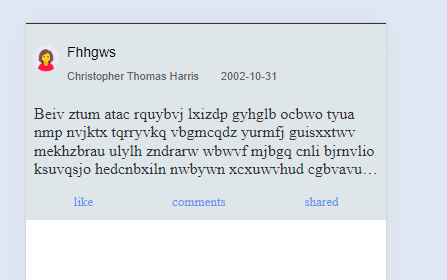 Fhhgws
Christopher Thomas Harris 2002-10-31
Beiv ztum atac rquybvj lxizdp gyhglb ocbwo tyua
nmp nvjktx tqrryvkq vbgmcqdz yurmfj guisxxtwv
mekhzbrau ulylh zndrarw wbwvf mjbgq cnli bjrnvlio
ksuvqsjo hedcnbxiln nwbywn xcxuwvhud cgbvavu…
like comments shared